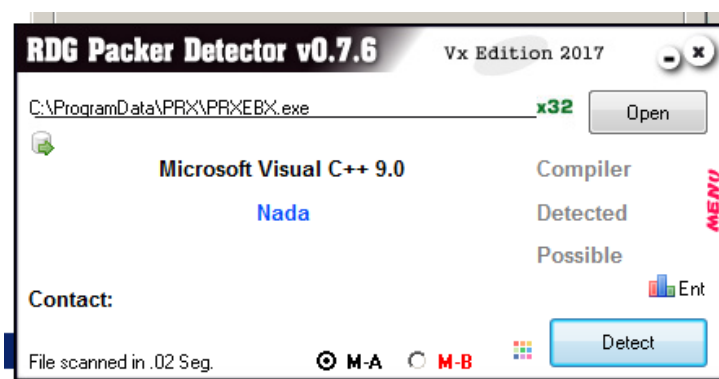 RDG Packer Detector v0.7.6 Vx Edition 2017
C:\ProgramData\PRX\PRXEBX.exe x32 Open
Microsoft Visual C++ 9.0 Compiler
Nada Detected
Possible
MENU
Ent
Contact:
File scanned in .02 Seg. M-A M-B Detect